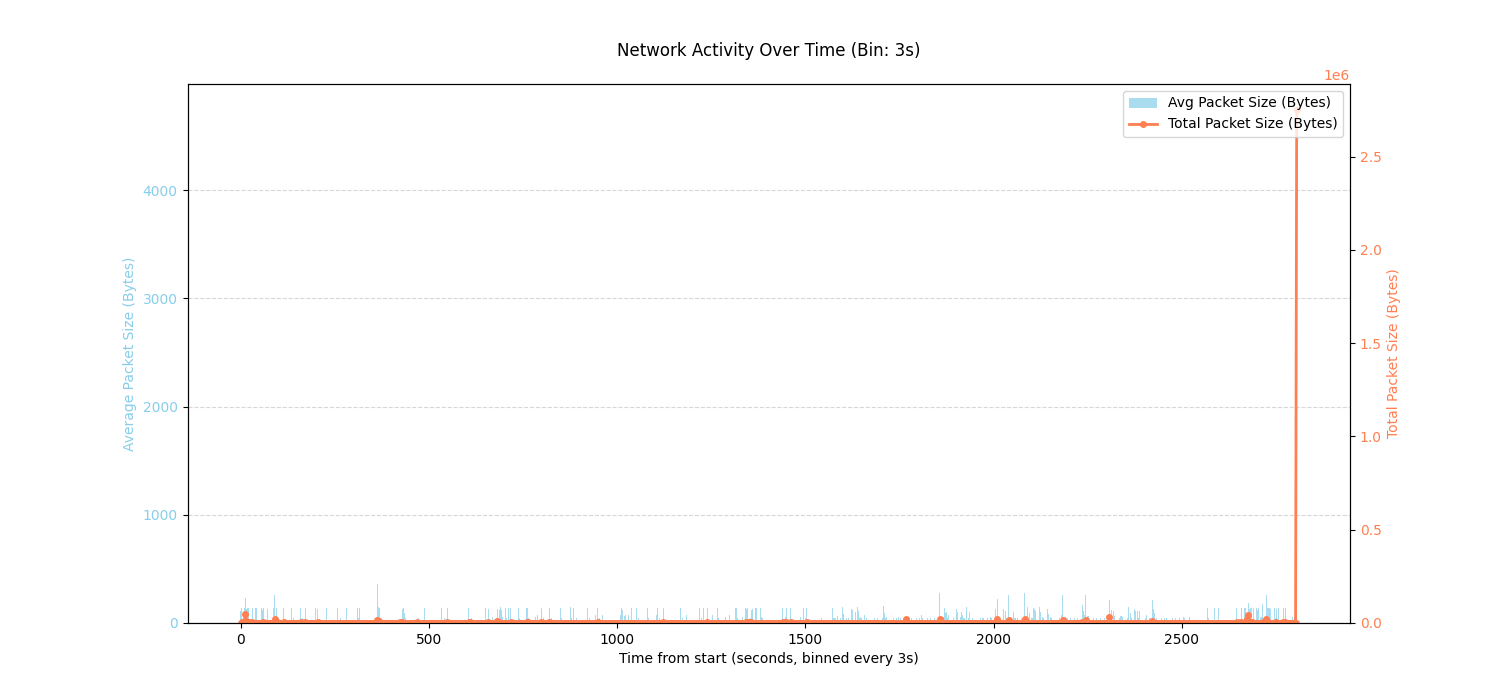 Network Activity Over Time (Bin: 3s)
1e6
Avg Packet Size (Bytes)
Total Packet Size (Bytes)
4000
3000
2000
1000
0
Average Packet Size (Bytes)
2.5
2.0
1.5
1.0
0.5
0.0
Total Packet Size (Bytes)
0 500 1000 1500 2000 2500
Time from start (seconds, binned every 3s)